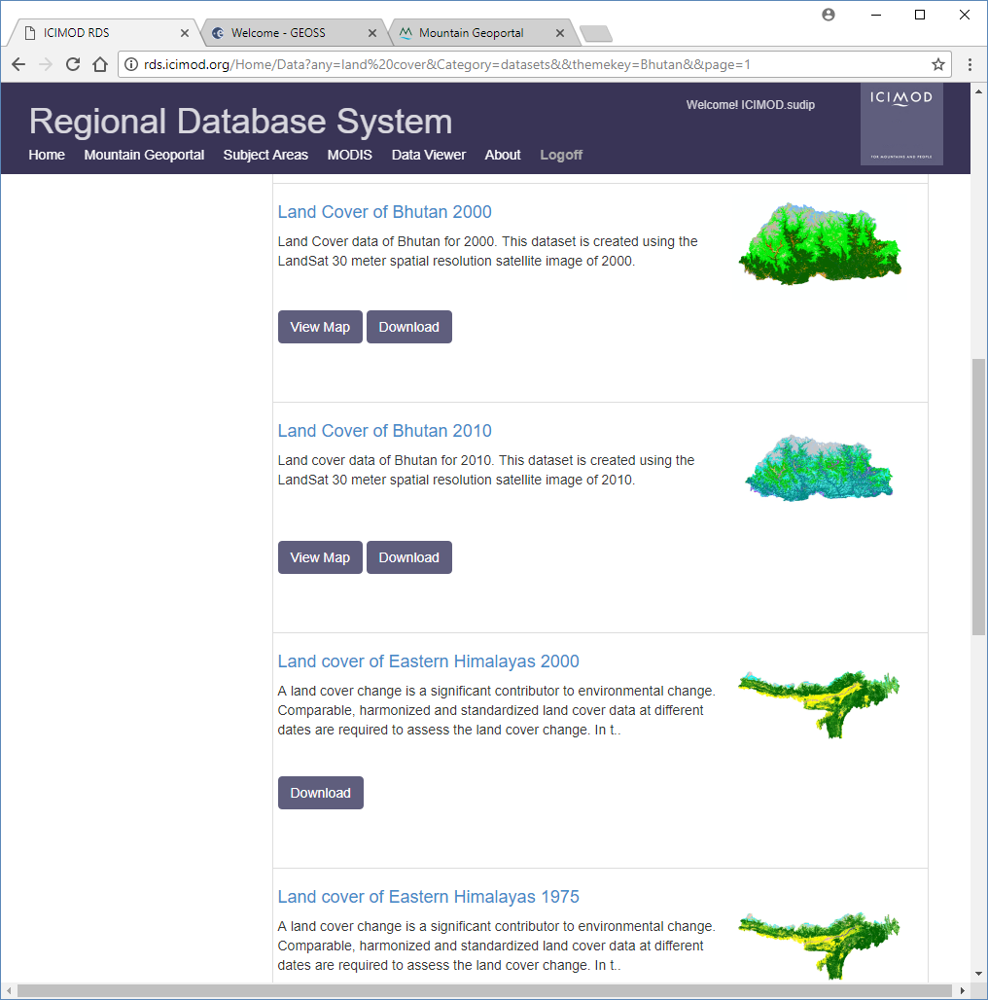 ICIMOD RDS
Welcome - GEOSS
Mountain Geoportal
rds.icimod.org/Home/Data?any=land%20cover&Category=datasets&&themekey=Bhutan&&page=1
Regional Database System
Welcome! ICIMOD.sudip
ICIMOD
FOR MOUNTAINS AND PEOPLE
Home Mountain Geoportal Subject Areas MODIS Data Viewer About Logoff
Land Cover of Bhutan 2000
Land Cover data of Bhutan for 2000. This dataset is created using the
LandSat 30 meter spatial resolution satellite image of 2000.
View Map Download
Land Cover of Bhutan 2010
Land cover data of Bhutan for 2010. This dataset is created using the
LandSat 30 meter spatial resolution satellite image of 2010.
View Map Download
Land cover of Eastern Himalayas 2000
A land cover change is a significant contributor to environmental change.
Comparable, harmonized and standardized land cover data at different
dates are required to assess the land cover change. In t..
Download
Land cover of Eastern Himalayas 1975
A land cover change is a significant contributor to environmental change.
Comparable, harmonized and standardized land cover data at different
dates are required to assess the land cover change. In t..